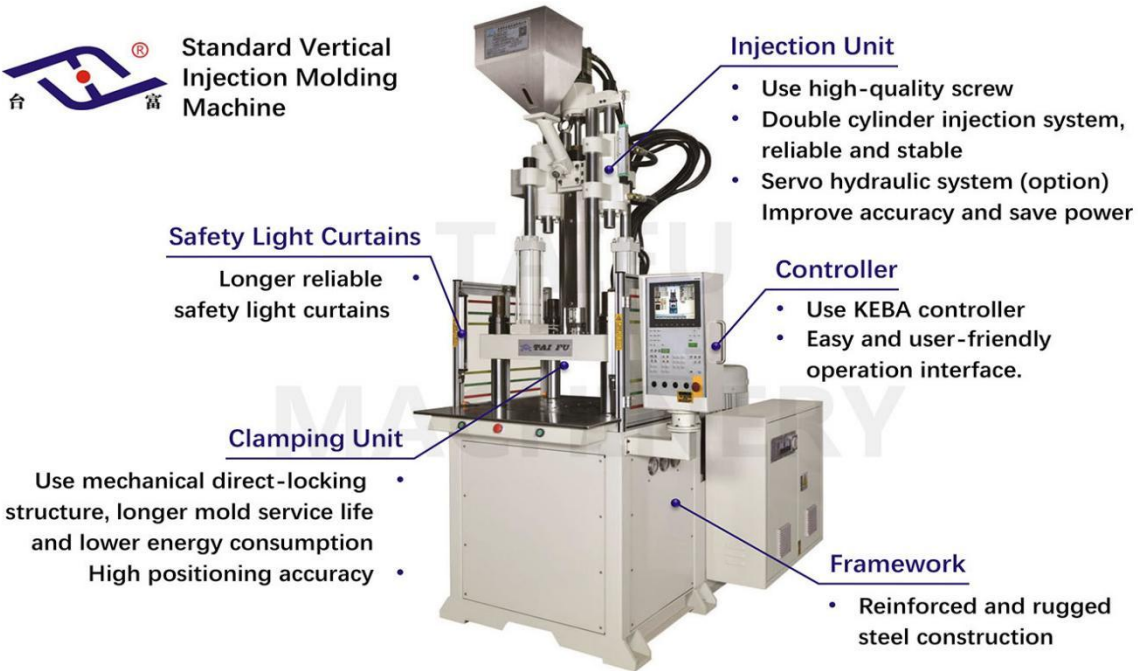 ®
台 富
Standard Vertical
Injection Molding
Machine
Injection Unit
• Use high-quality screw
• Double cylinder injection system,
reliable and stable
• Servo hydraulic system (option)
Improve accuracy and save power
Safety Light Curtains
Longer reliable •
safety light curtains
Controller
• Use KEBA controller
• Easy and user-friendly
operation interface.
TAI FU
TAIFU
MACHINERY
Clamping Unit
Use mechanical direct-locking •
structure, longer mold service life
and lower energy consumption
High positioning accuracy •
Framework
• Reinforced and rugged
steel construction